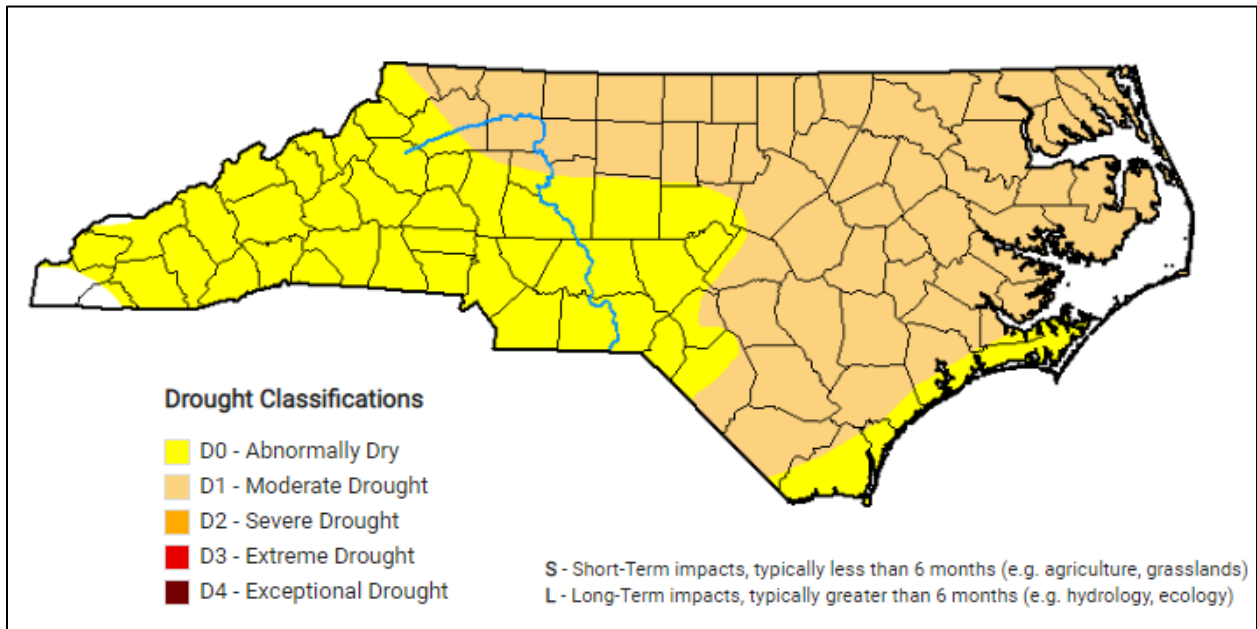 Drought Classifications
D0 - Abnormally Dry
D1 - Moderate Drought
D2 - Severe Drought
D3 - Extreme Drought
D4 - Exceptional Drought
S - Short-Term impacts, typically less than 6 months (e.g. agriculture, grasslands)
L - Long-Term impacts, typically greater than 6 months (e.g. hydrology, ecology)